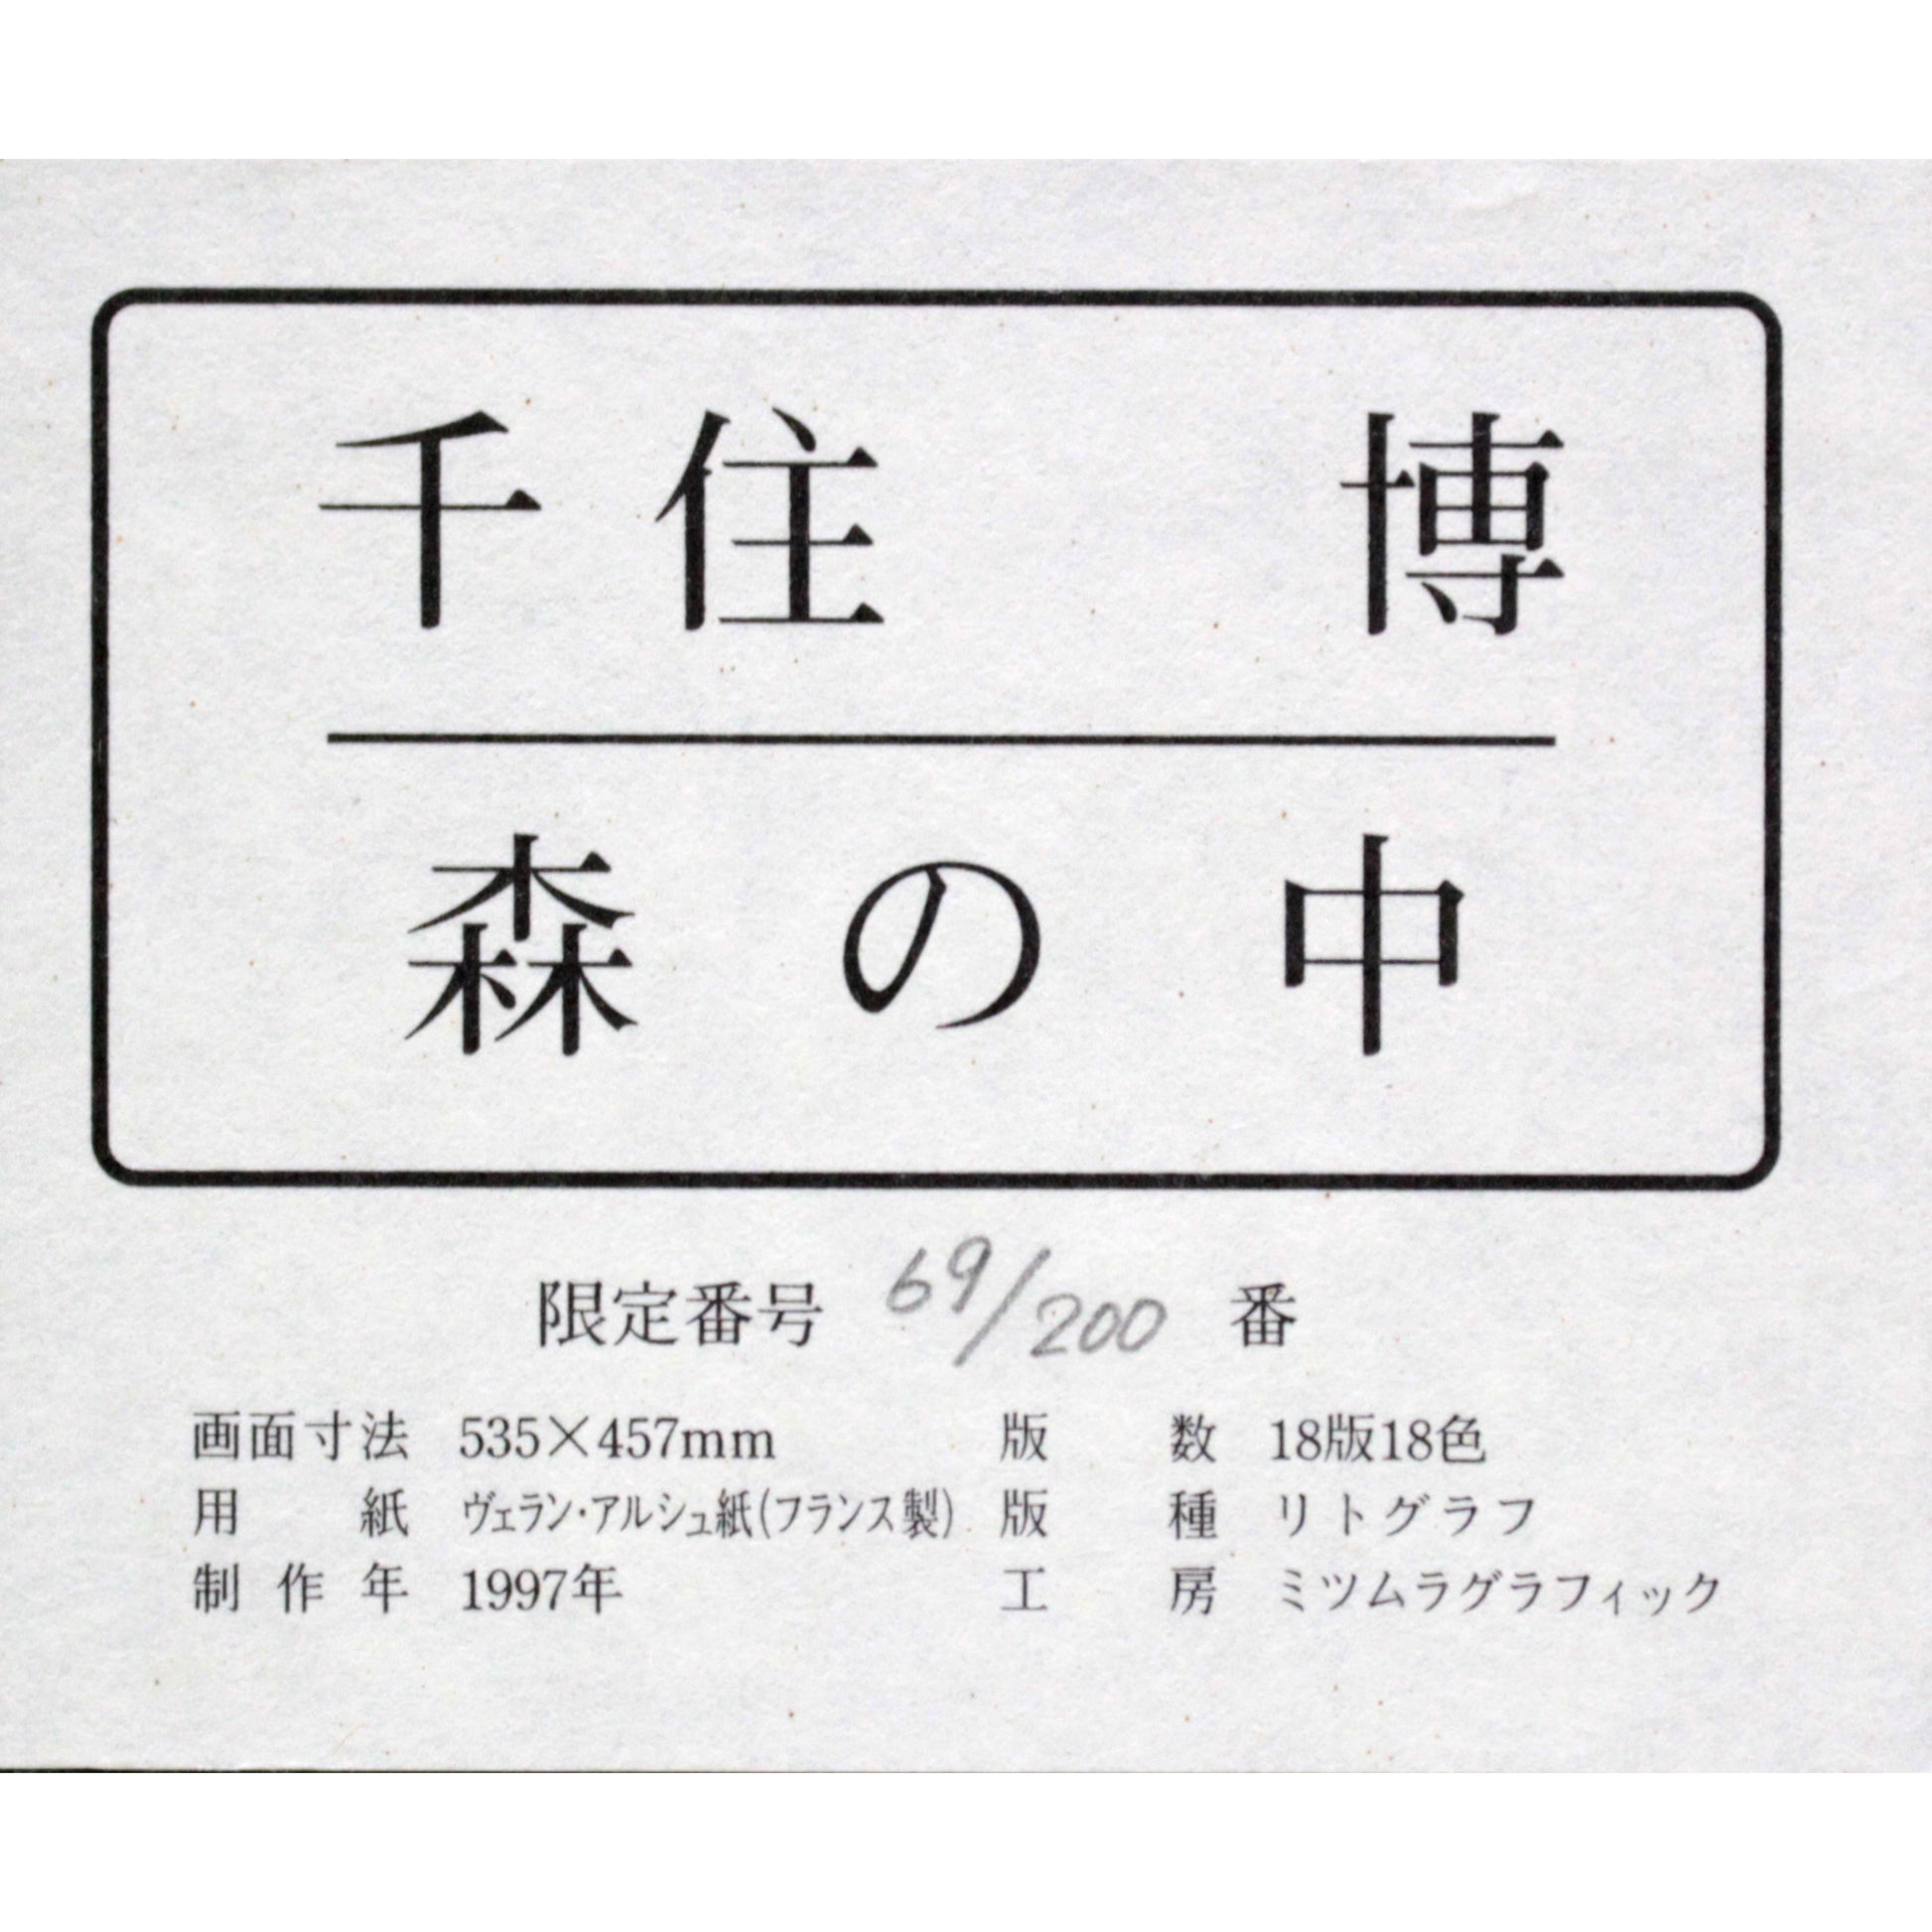 千住　博
森の中
限定番号 69/200 番
画面寸法 535×457mm 版数 18版18色
用紙 ヴェラン・アルシュ紙(フランス製) 版種 リトグラフ
制作年 1997年 工房 ミツムラグラフィック